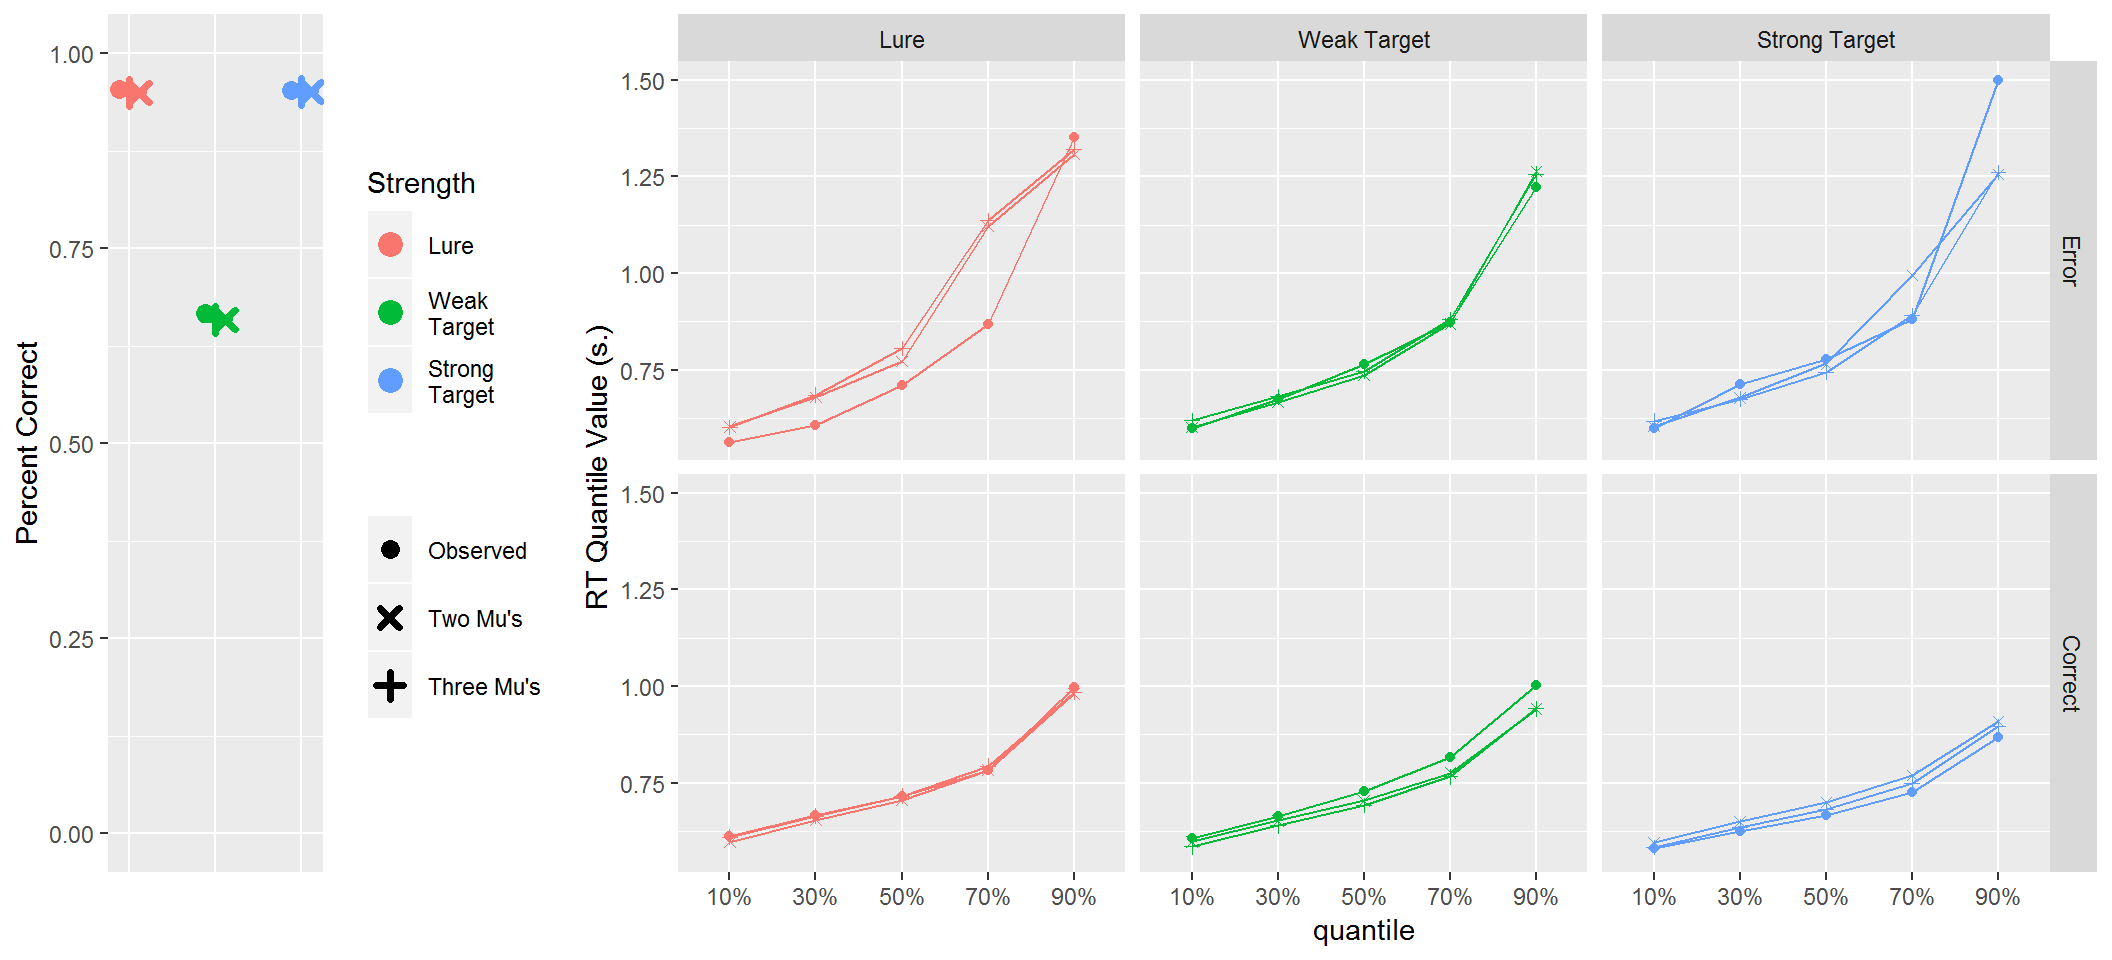 Percent Correct
1.00
0.75
0.50
0.25
0.00
Strength
Lure
Weak
Target
Strong
Target
Observed
Two Mu's
Three Mu's
RT Quantile Value (s.)
Lure
Weak Target
Strong Target
1.50
1.25
1.00
0.75
Error
1.50
1.25
1.00
0.75
Correct
10% 30% 50% 70% 90%
10% 30% 50% 70% 90%
10% 30% 50% 70% 90%
quantile